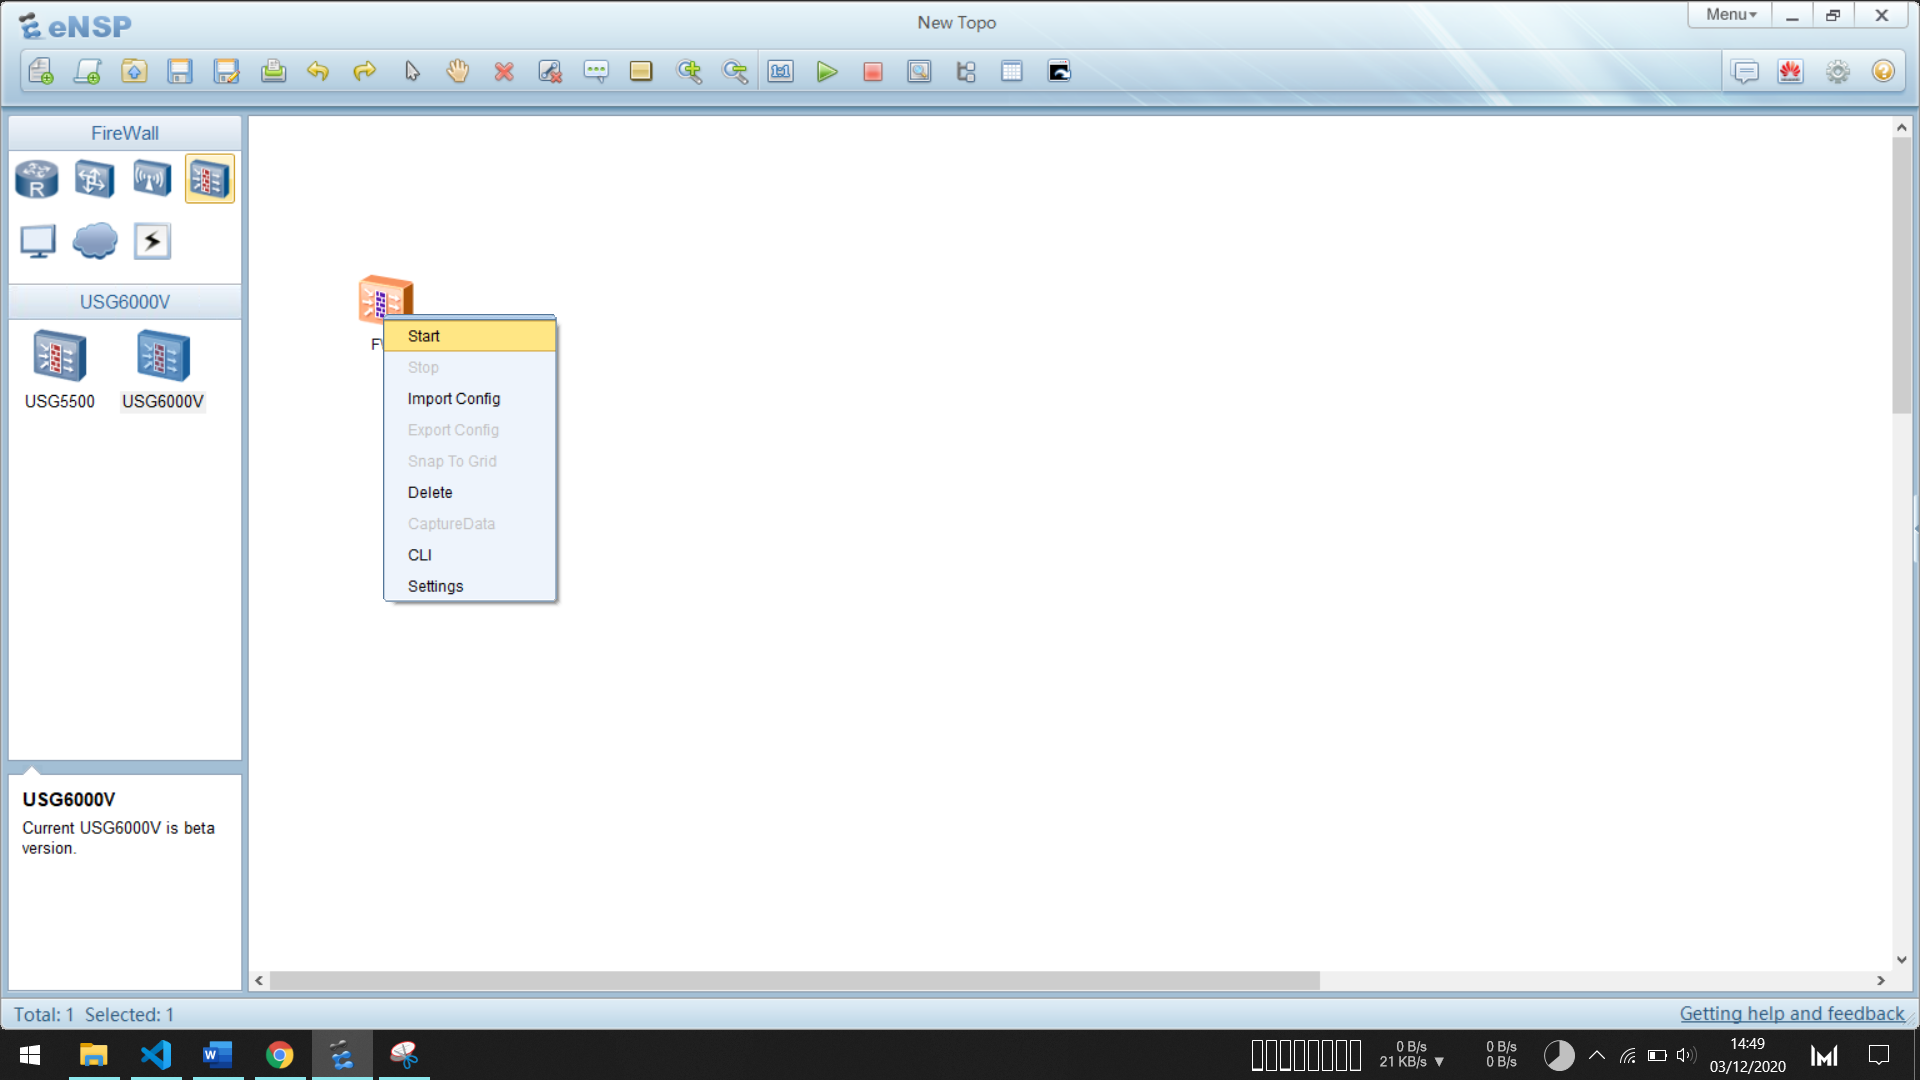 eNSP
New Topo
Menu
1:1
FireWall
R
USG6000V
USG5500
USG6000V
Start
Stop
Import Config
Export Config
Snap To Grid
Delete
CaptureData
CLI
Settings
USG6000V
Current USG6000V is beta
version.
Total: 1 Selected: 1
Getting help and feedback
0 B/s
21 KB/s
0 B/s
0 B/s
14:49
03/12/2020